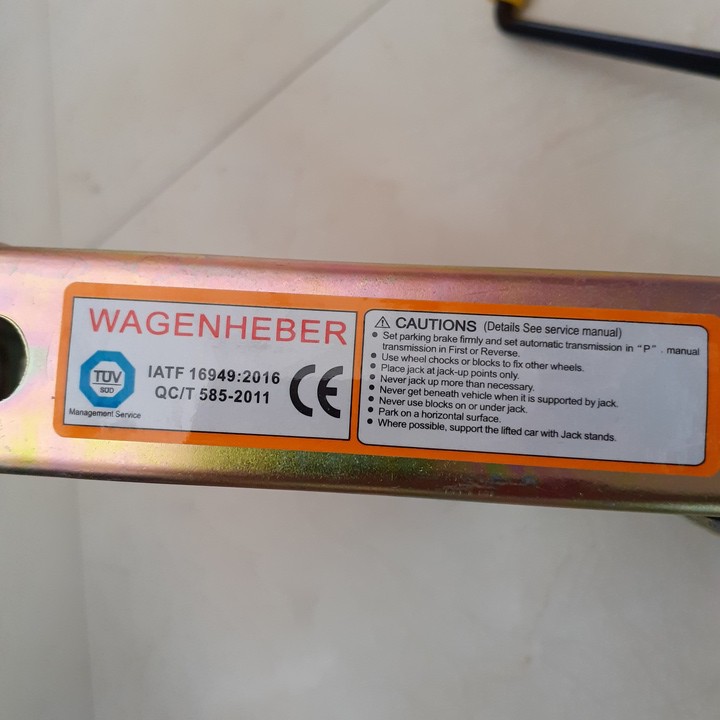 WAGENHEBER
TÜV
SÜD
IATF 16949:2016
QC/T 585-2011
CE
Management Service
⚠ CAUTIONS (Details See service manual)
• Set parking brake firmly and set automatic transmission in "P" , manual
transmission in First or Reverse.
• Use wheel chocks or blocks to fix other wheels.
• Place jack at jack-up points only.
• Never jack up more than necessary.
• Never get beneath vehicle when it is supported by jack.
• Never use blocks on or under jack.
• Park on a horizontal surface.
• Where possible, support the lifted car with Jack stands.